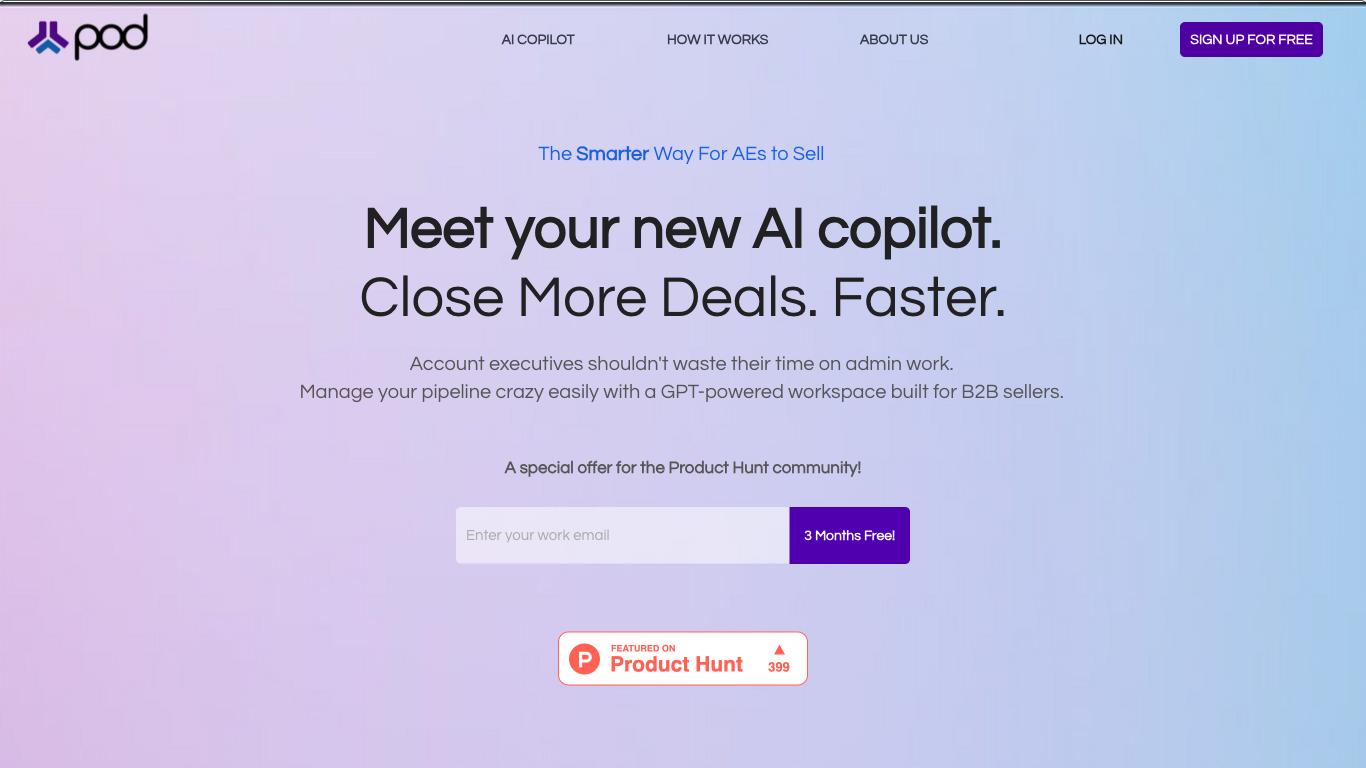 pod
AI COPILOT
HOW IT WORKS
ABOUT US
LOG IN
SIGN UP FOR FREE
The Smarter Way For AEs to Sell
Meet your new AI copilot.
Close More Deals. Faster.
Account executives shouldn't waste their time on admin work.
Manage your pipeline crazy easily with a GPT-powered workspace built for B2B sellers.
A special offer for the Product Hunt community!
Enter your work email
3 Months Free!
P
FEATURED ON
Product Hunt
▲
399